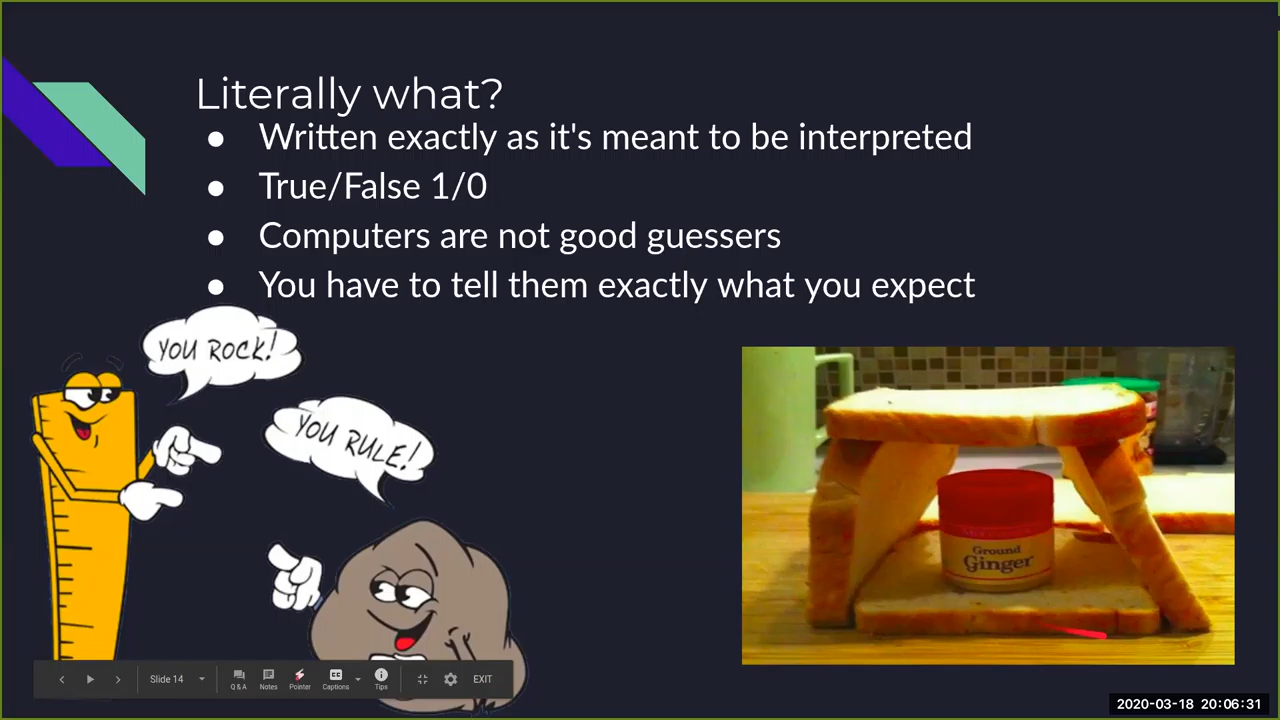 Literally what?
● Written exactly as it's meant to be interpreted
● True/False 1/0
● Computers are not good guessers
● You have to tell them exactly what you expect
YOU ROCK!
YOU RULE!
Ground
Ginger
Slide 14
Q & A
Notes
Pointer
CC
Captions
Tips
EXIT
2020-03-18 20:06:31